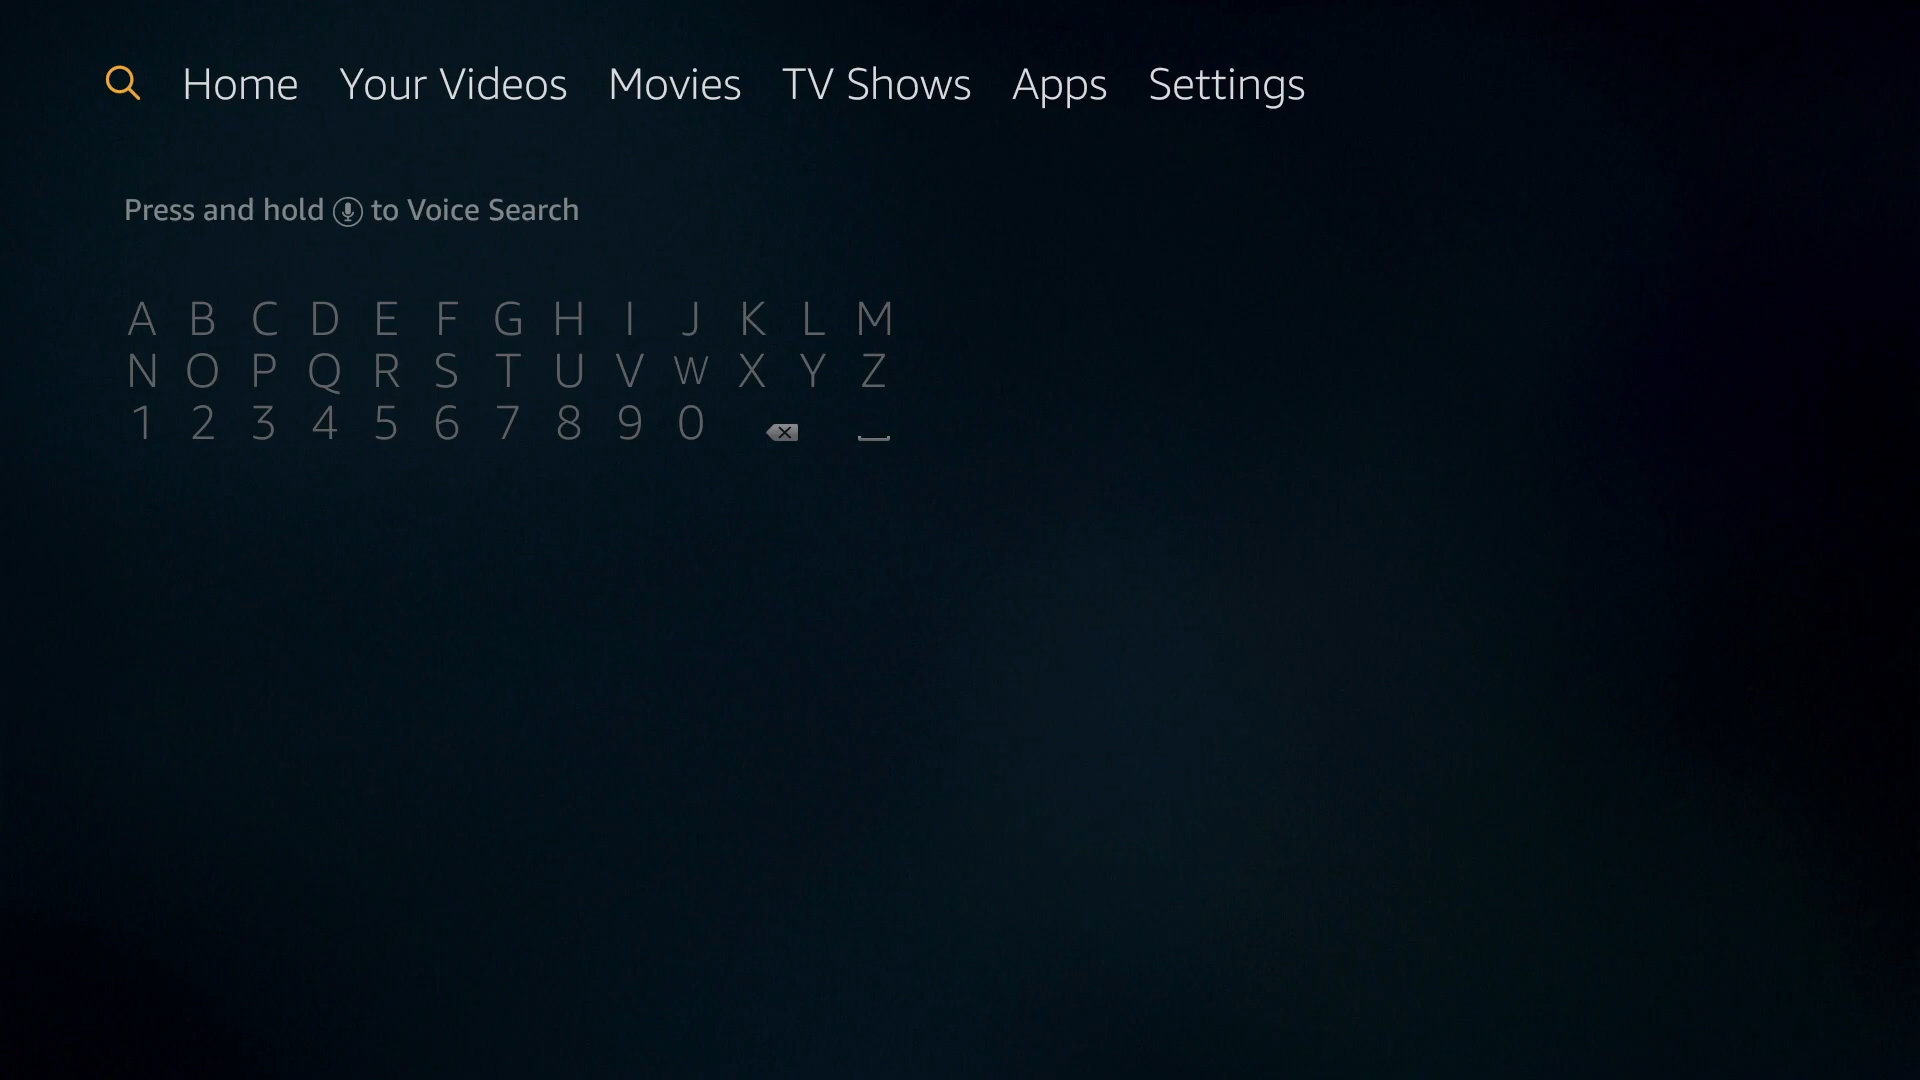 Home Your Videos Movies TV Shows Apps Settings
Press and hold to Voice Search
A B C D E F G H I J K L M
N O P Q R S T U V W X Y Z
1 2 3 4 5 6 7 8 9 0